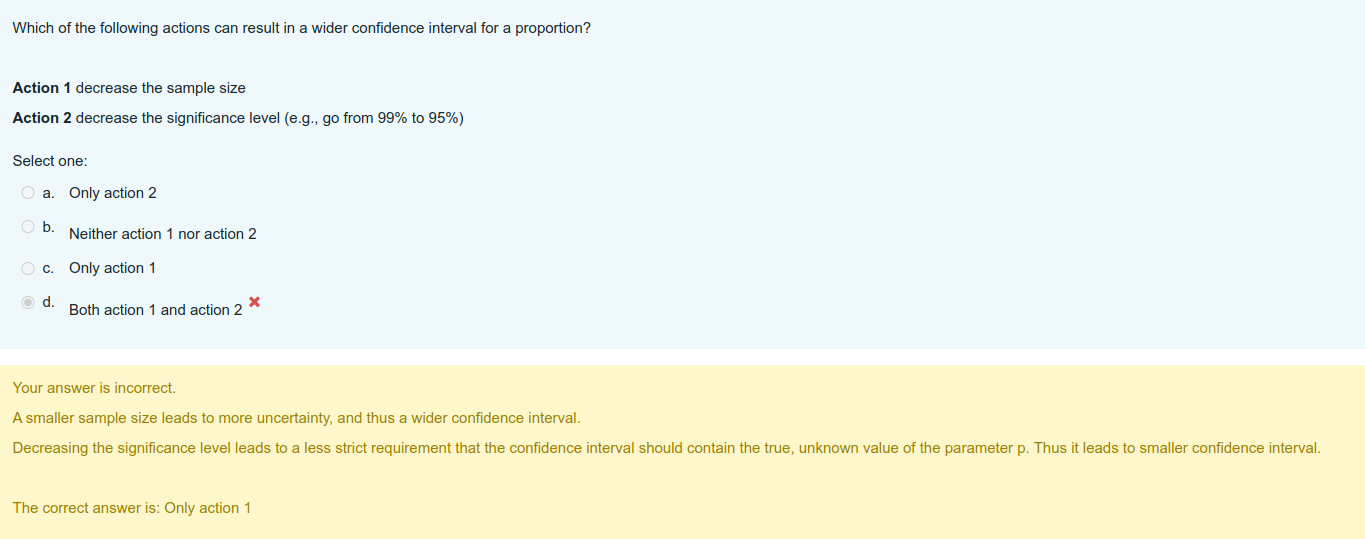 Which of the following actions can result in a wider confidence interval for a proportion?
Action 1 decrease the sample size
Action 2 decrease the significance level (e.g., go from 99% to 95%)
Select one:
a. Only action 2
b. Neither action 1 nor action 2
c. Only action 1
d. Both action 1 and action 2
Your answer is incorrect.
A smaller sample size leads to more uncertainty, and thus a wider confidence interval.
Decreasing the significance level leads to a less strict requirement that the confidence interval should contain the true, unknown value of the parameter p. Thus it leads to smaller confidence interval.
The correct answer is: Only action 1